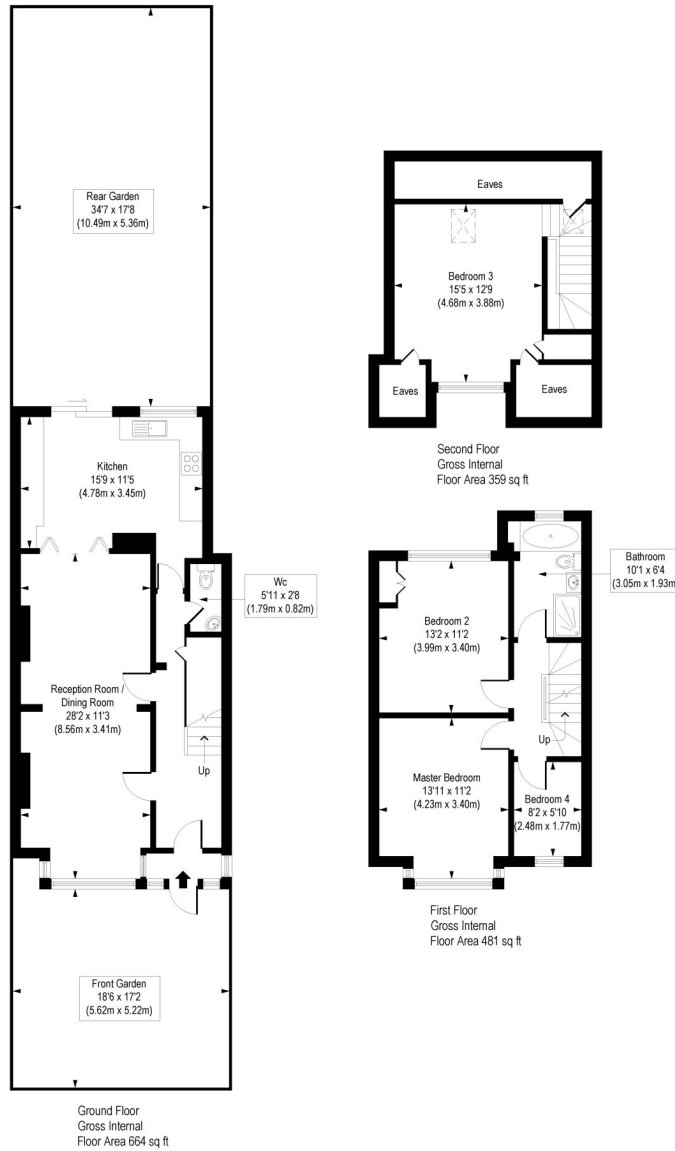 Rear Garden
34'7 x 17'8
(10.49m x 5.36m)
Kitchen
15'9 x 11'5
(4.78m x 3.45m)
Wc
5'11 x 2'8
(1.79m x 0.82m)
Reception Room /
Dining Room
28'2 x 11'3
(8.56m x 3.41m)
Up
Front Garden
18'6 x 17'2
(5.62m x 5.22m)
Ground Floor
Gross Internal
Floor Area 664 sq ft
Eaves
Bedroom 3
15'5 x 12'9
(4.68m x 3.88m)
Eaves
Eaves
Second Floor
Gross Internal
Floor Area 359 sq ft
Bathroom
10'1 x 6'4
(3.05m x 1.93m)
Bedroom 2
13'2 x 11'2
(3.99m x 3.40m)
Up
Master Bedroom
13'11 x 11'2
(4.23m x 3.40m)
Bedroom 4
8'2 x 5'10
(2.48m x 1.77m)
First Floor
Gross Internal
Floor Area 481 sq ft